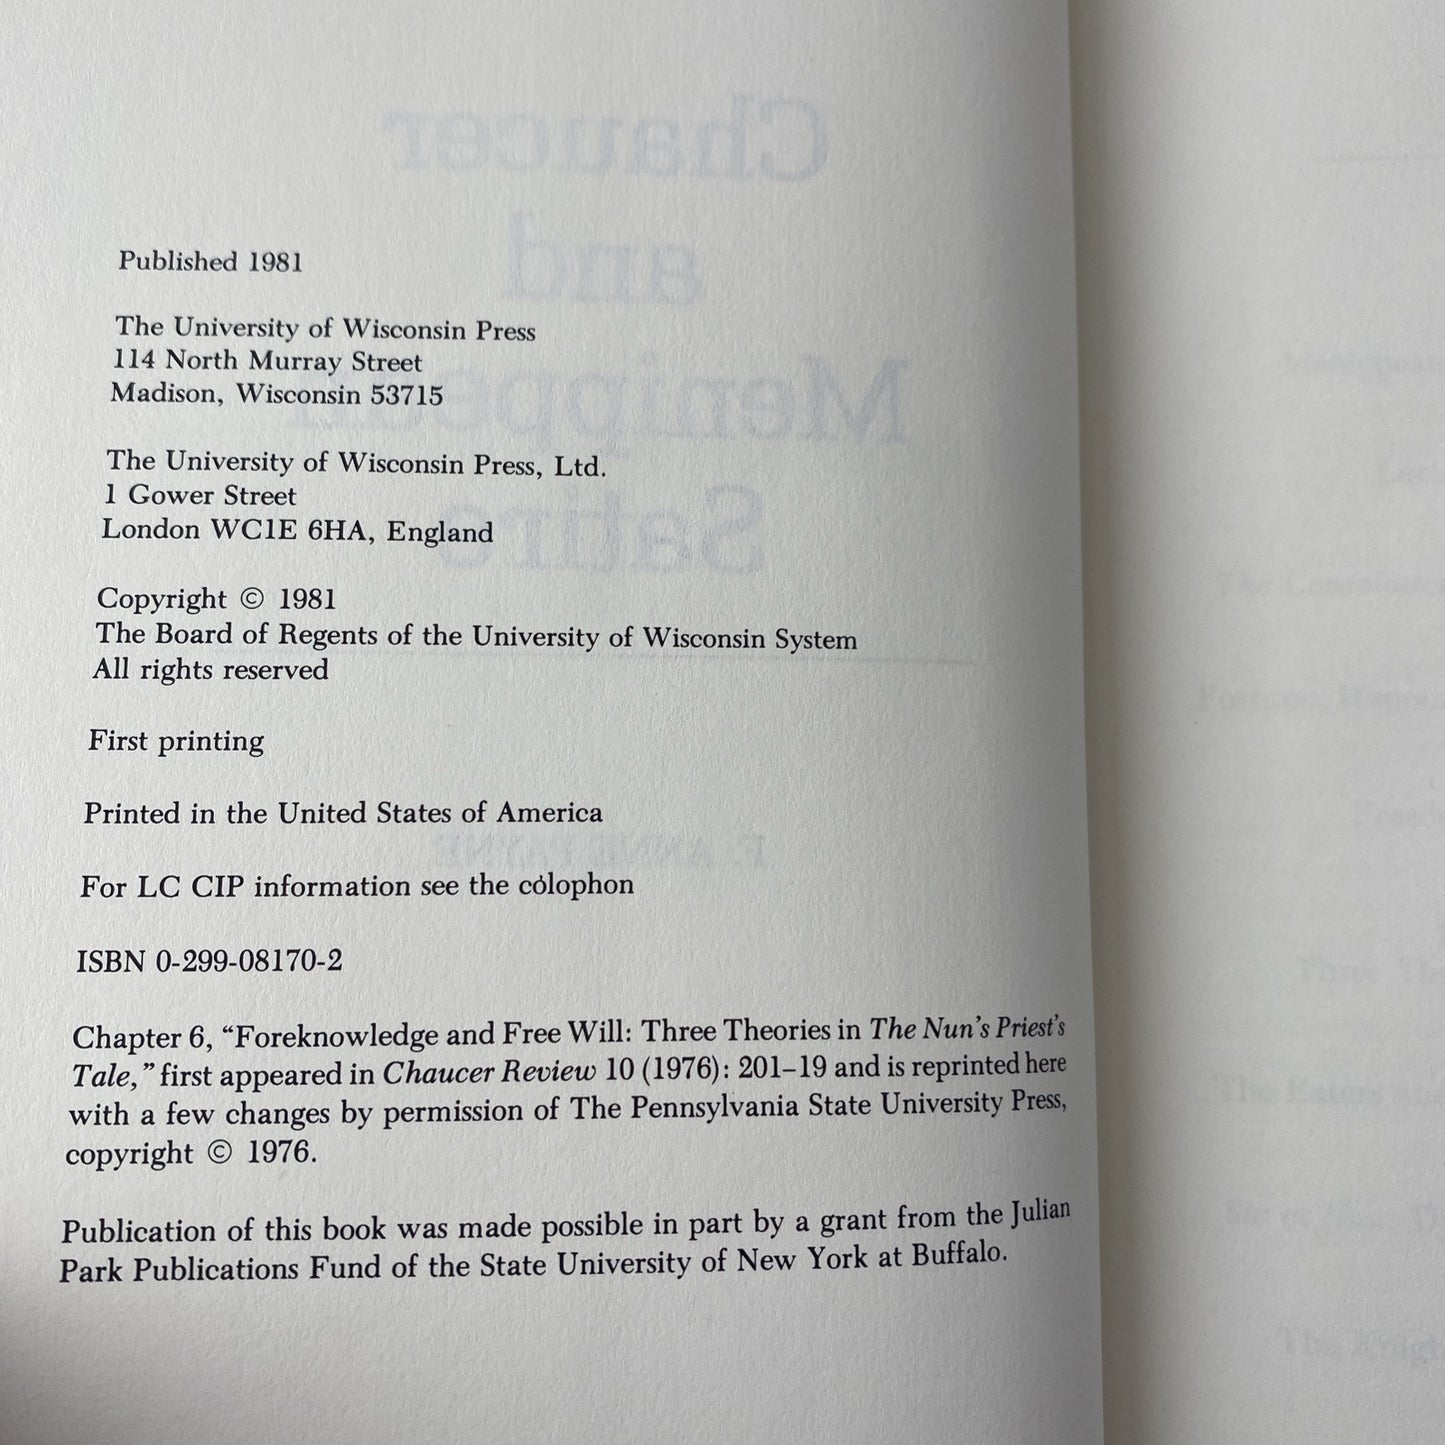 Published 1981
The University of Wisconsin Press
114 North Murray Street
Madison, Wisconsin 53715
The University of Wisconsin Press, Ltd.
1 Gower Street
London WC1E 6HA, England
Copyright © 1981
The Board of Regents of the University of Wisconsin System
All rights reserved
First printing
Printed in the United States of America
For LC CIP information see the colophon
ISBN 0-299-08170-2
Chapter 6, “Foreknowledge and Free Will: Three Theories in The Nun’s Priest’s
Tale,” first appeared in Chaucer Review 10 (1976): 201–19 and is reprinted here
with a few changes by permission of The Pennsylvania State University Press,
copyright © 1976.
Publication of this book was made possible in part by a grant from the Julian
Park Publications Fund of the State University of New York at Buffalo.
Chaucer
and
Menippean
Satire
F. ANNE PAYNE